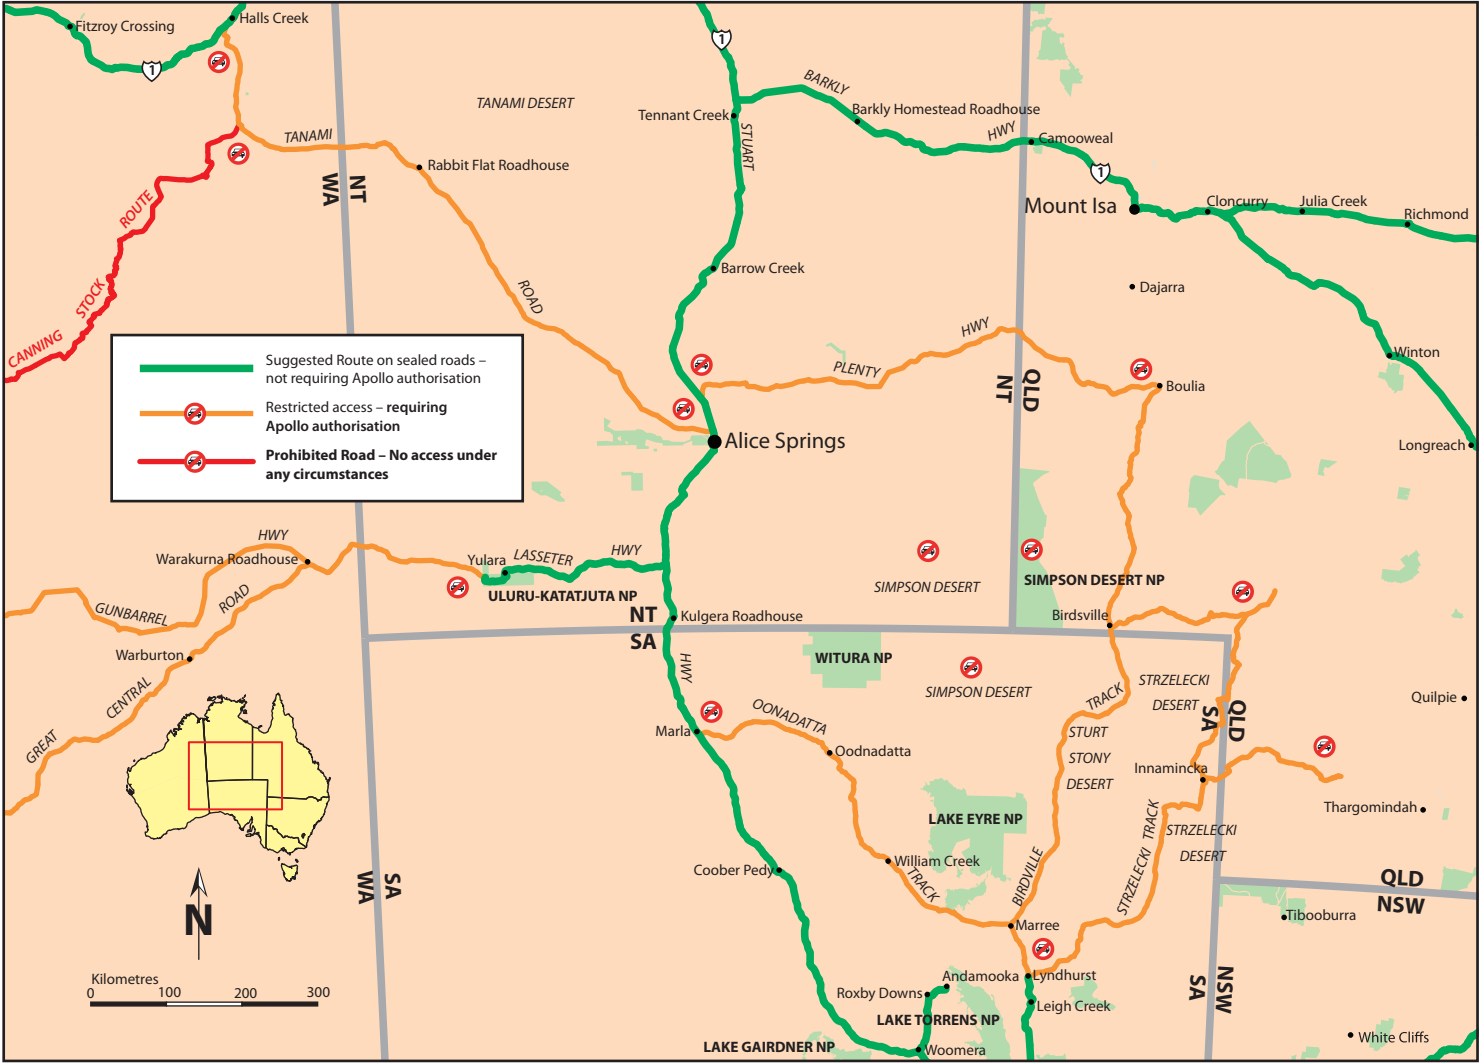 Fitzroy Crossing
Halls Creek
1
1
TANAMI DESERT
BARKLY
Barkly Homestead Roadhouse
Tennant Creek
STUART
HWY
Camooweal
1
TANAMI
Rabbit Flat Roadhouse
NT
WA
Mount Isa
Cloncurry
Julia Creek
Richmond
CANNING
STOCK
ROUTE
ROAD
Barrow Creek
Dajarra
HWY
PLENTY
QLD
NT
Winton
Boulia
Longreach
Suggested Route on sealed roads –
not requiring Apollo authorisation
Restricted access – requiring
Apollo authorisation
Prohibited Road – No access under
any circumstances
Alice Springs
HWY
Warakurna Roadhouse
Yulara
LASSETER
HWY
ULURU-KATATJUTA NP
SIMPSON DESERT
SIMPSON DESERT NP
GUNBARREL
ROAD
NT
SA
Kulgera Roadhouse
Birdsville
Warburton
HWY
WITURA NP
SIMPSON DESERT
STRZELECKI
DESERT
TRACK
CENTRAL
GREAT
Quilpie
QLD
SA
Marla
OONADATTA
Oodnadatta
STURT
STONY
DESERT
Innamincka
Thargomindah
LAKE EYRE NP
STRZELECKI TRACK
STRZELECKI
DESERT
Coober Pedy
William Creek
TRACK
BIRDVILLE
SA
WA
QLD
NSW
Tibooburra
Marree
N
Kilometres
0 100 200 300
Andamooka
Lyndhurst
Roxby Downs
Leigh Creek
NSW
SA
LAKE TORRENS NP
LAKE GAIRDNER NP
Woomera
White Cliffs